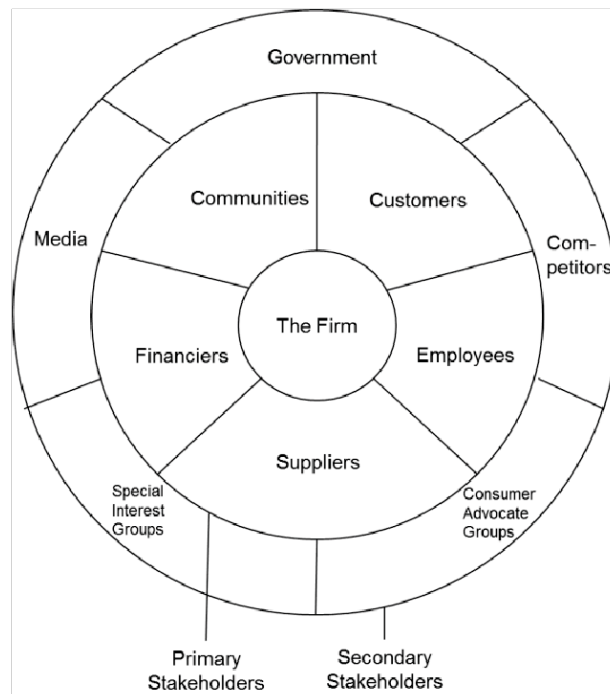 Government
Communities
Customers
Media
Com-
petitors
The Firm
Financiers
Employees
Suppliers
Special
Interest
Groups
Consumer
Advocate
Groups
Primary
Stakeholders
Secondary
Stakeholders